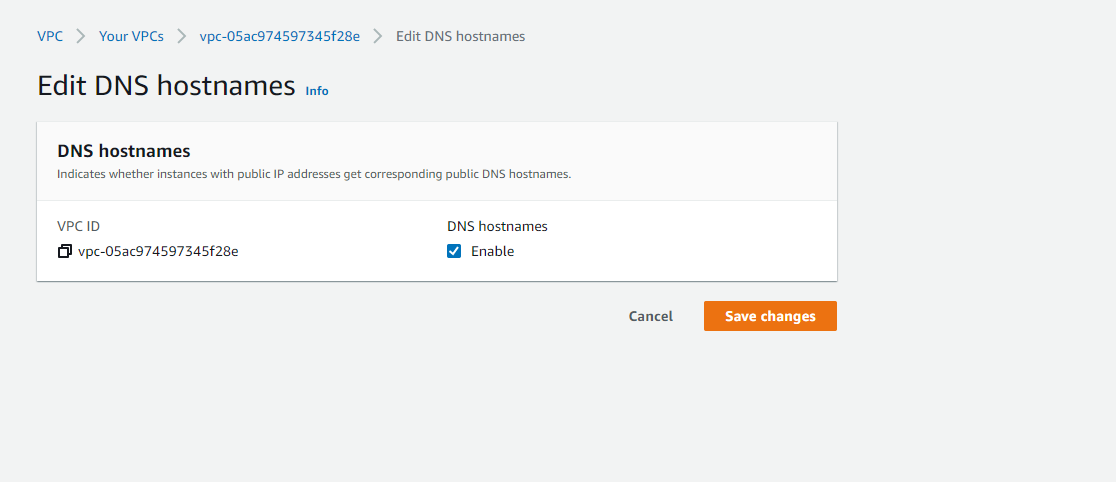 VPC > Your VPCs > vpc-05ac974597345f28e > Edit DNS hostnames
Edit DNS hostnames Info
DNS hostnames
Indicates whether instances with public IP addresses get corresponding public DNS hostnames.
VPC ID
vpc-05ac974597345f28e
DNS hostnames
Enable
Cancel
Save changes